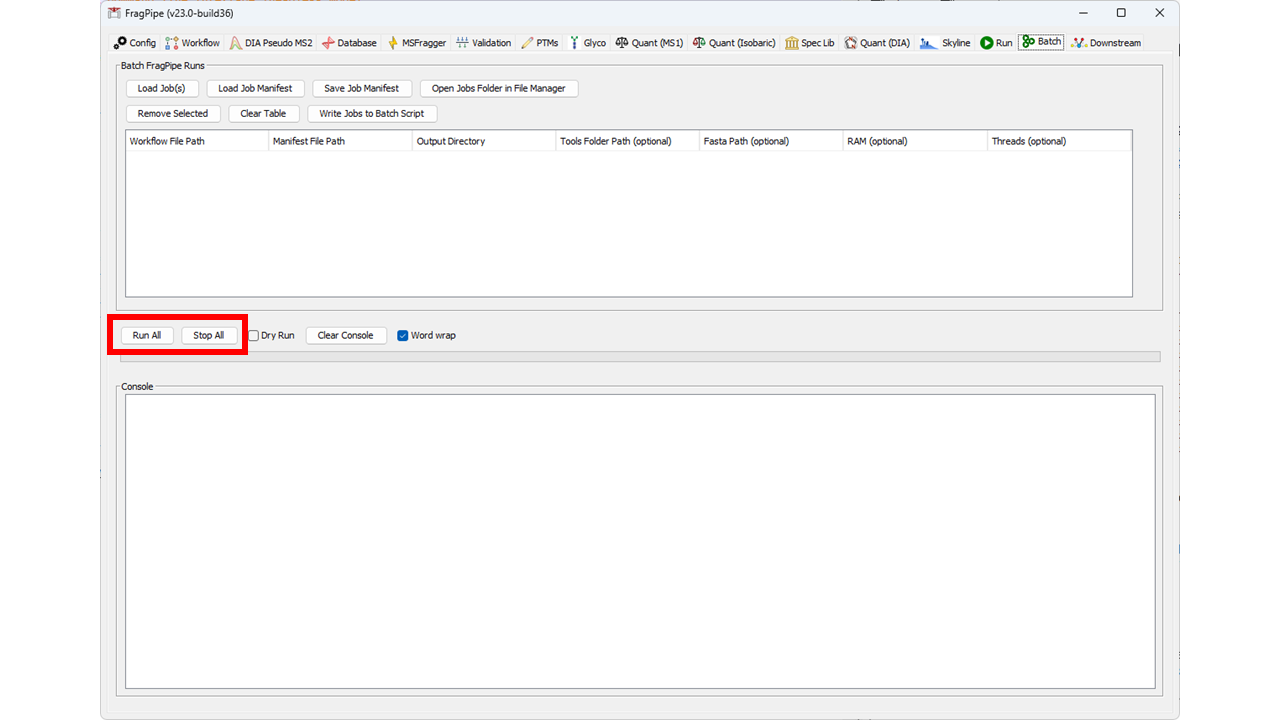 FragPipe (v23.0-build36)
Config Workflow DIA Pseudo MS2 Database MSFragger Validation PTMs Glyco Quant (MS1) Quant (Isobaric) Spec Lib Quant (DIA) Skyline Run Batch Downstream
Batch FragPipe Runs
Load Job(s) Load Job Manifest Save Job Manifest Open Jobs Folder in File Manager
Remove Selected Clear Table Write Jobs to Batch Script
Workflow File Path Manifest File Path Output Directory Tools Folder Path (optional) Fasta Path (optional) RAM (optional) Threads (optional)
Run All Stop All Dry Run Clear Console Word wrap
Console